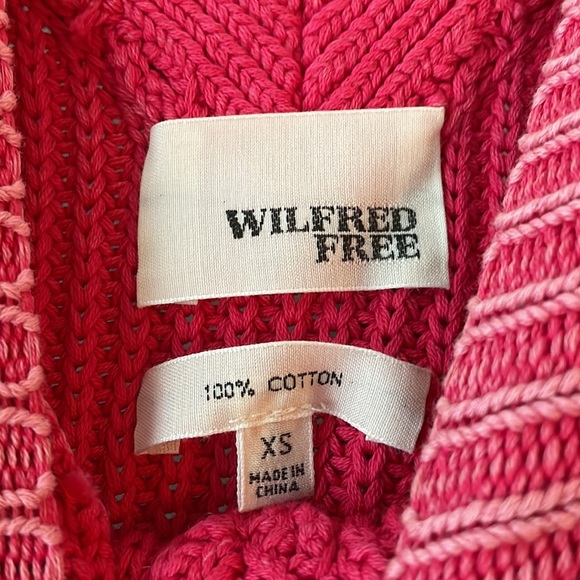 WILFRED
FREE
100% COTTON
XS
MADE IN
CHINA